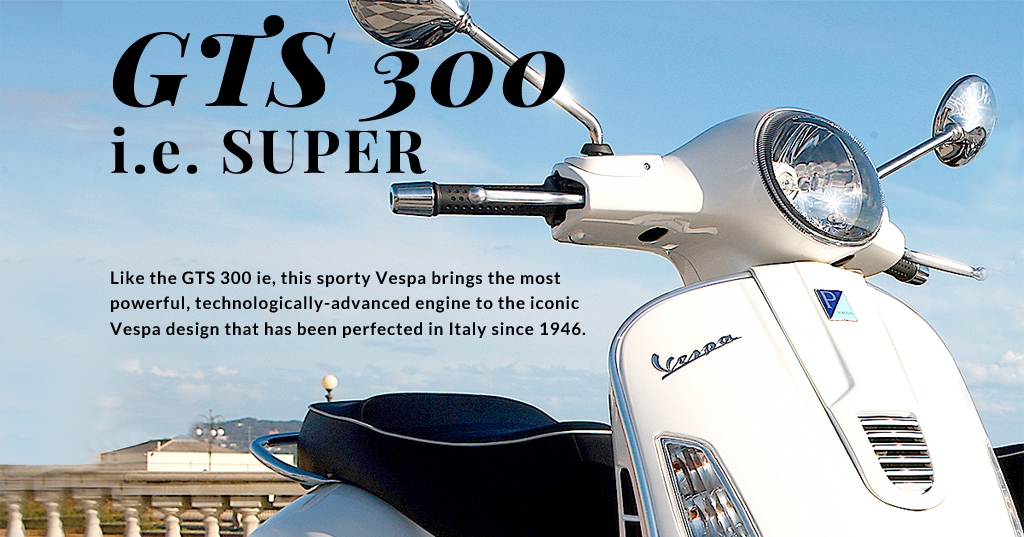 GTS 300
i.e. SUPER
Like the GTS 300 ie, this sporty Vespa brings the most
powerful, technologically-advanced engine to the iconic
Vespa design that has been perfected in Italy since 1946.
Vespa
P
PIAGGIO